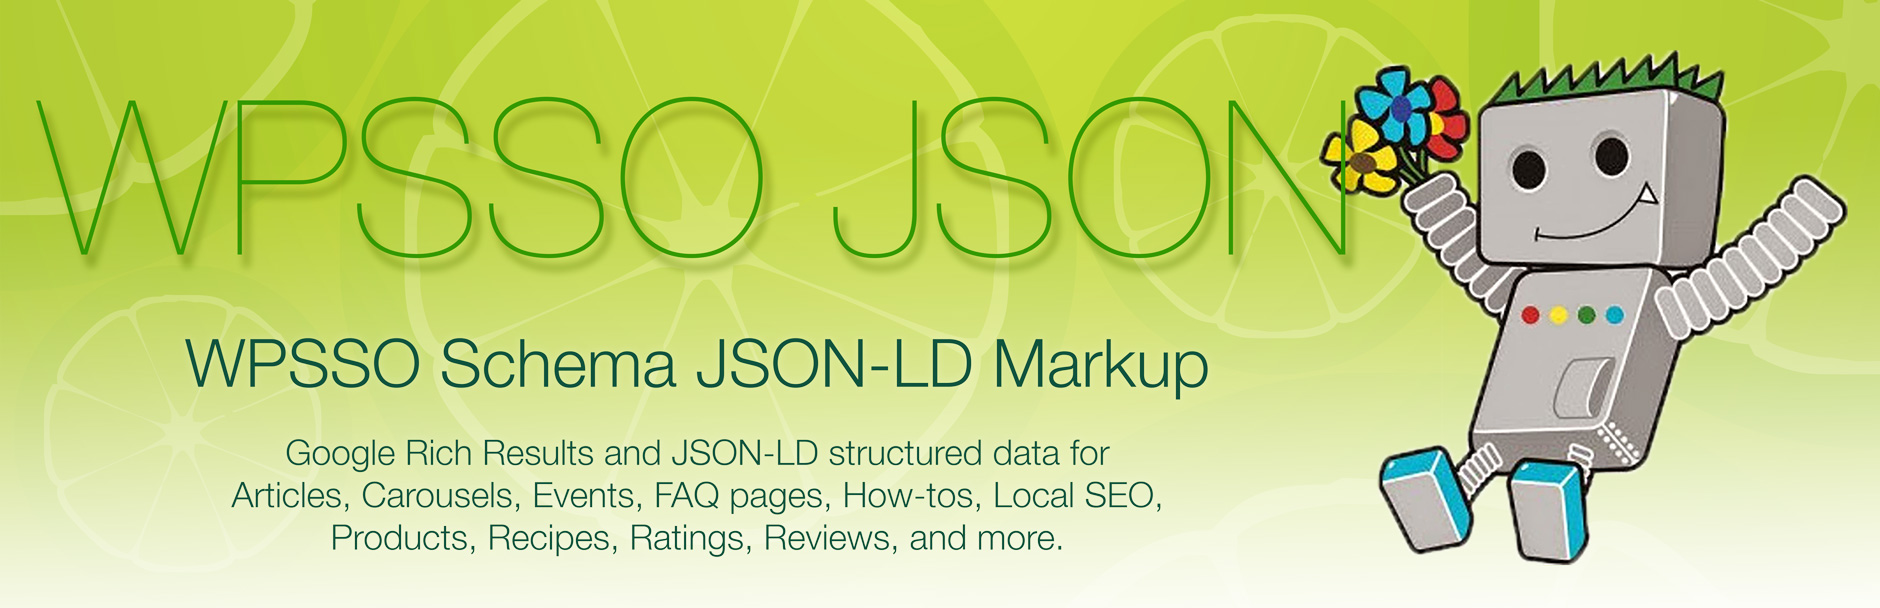 WPSSO JSON
WPSSO Schema JSON-LD Markup
Google Rich Results and JSON-LD structured data for
Articles, Carousels, Events, FAQ pages, How-tos, Local SEO,
Products, Recipes, Ratings, Reviews, and more.